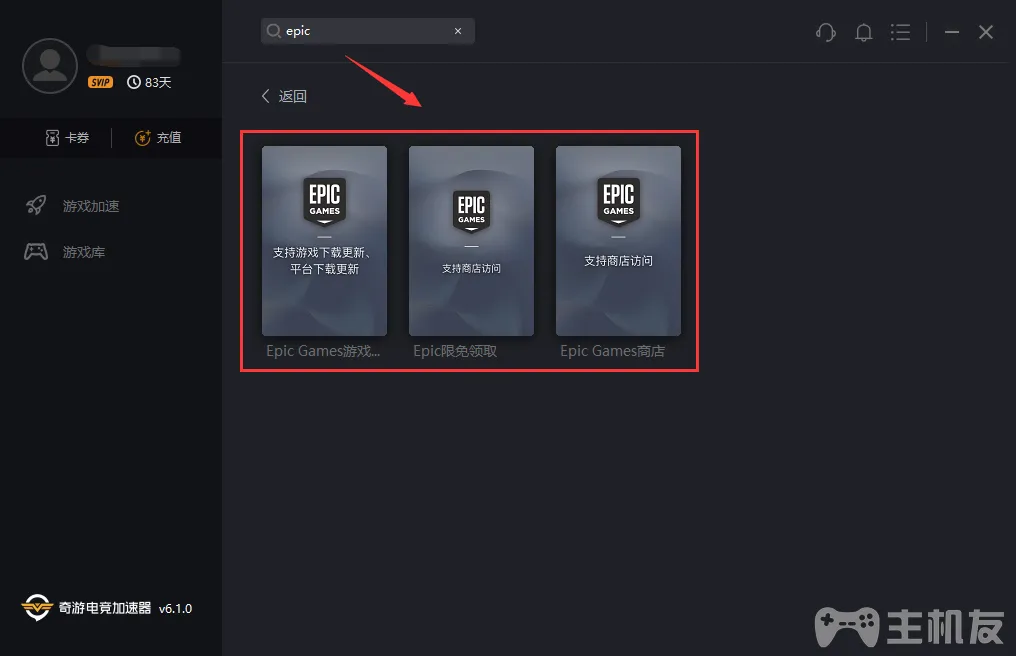 epic
SVIP
83天
卡券
充值
游戏加速
游戏库
返回
EPIC
GAMES
支持游戏下载更新、
平台下载更新
Epic Games游戏...
EPIC
GAMES
支持商店访问
Epic限免领取
EPIC
GAMES
支持商店访问
Epic Games商店
奇游电竞加速器 v6.1.0
主机友